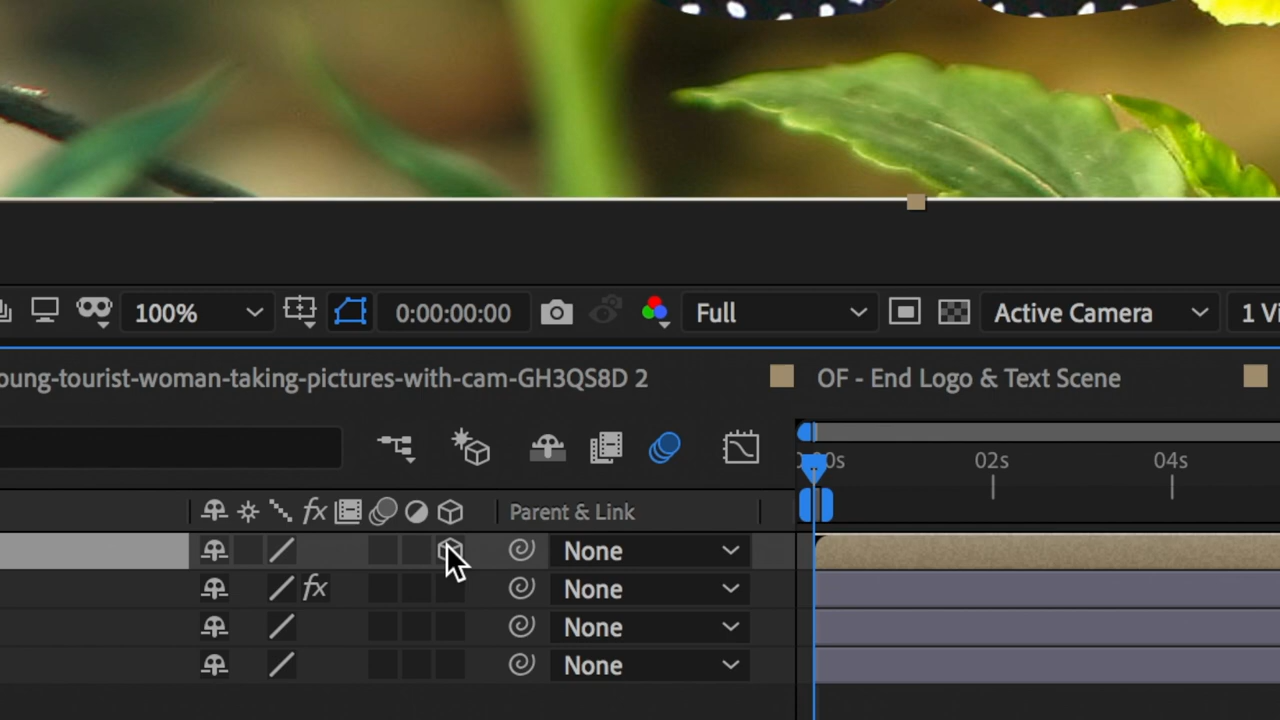 100%
0:00:00:00
Full
Active Camera
1 Vi
oung-tourist-woman-taking-pictures-with-cam-GH3QS8D 2
OF - End Logo & Text Scene
00s
02s
04s
fx
Parent & Link
None
fx
None
None
None